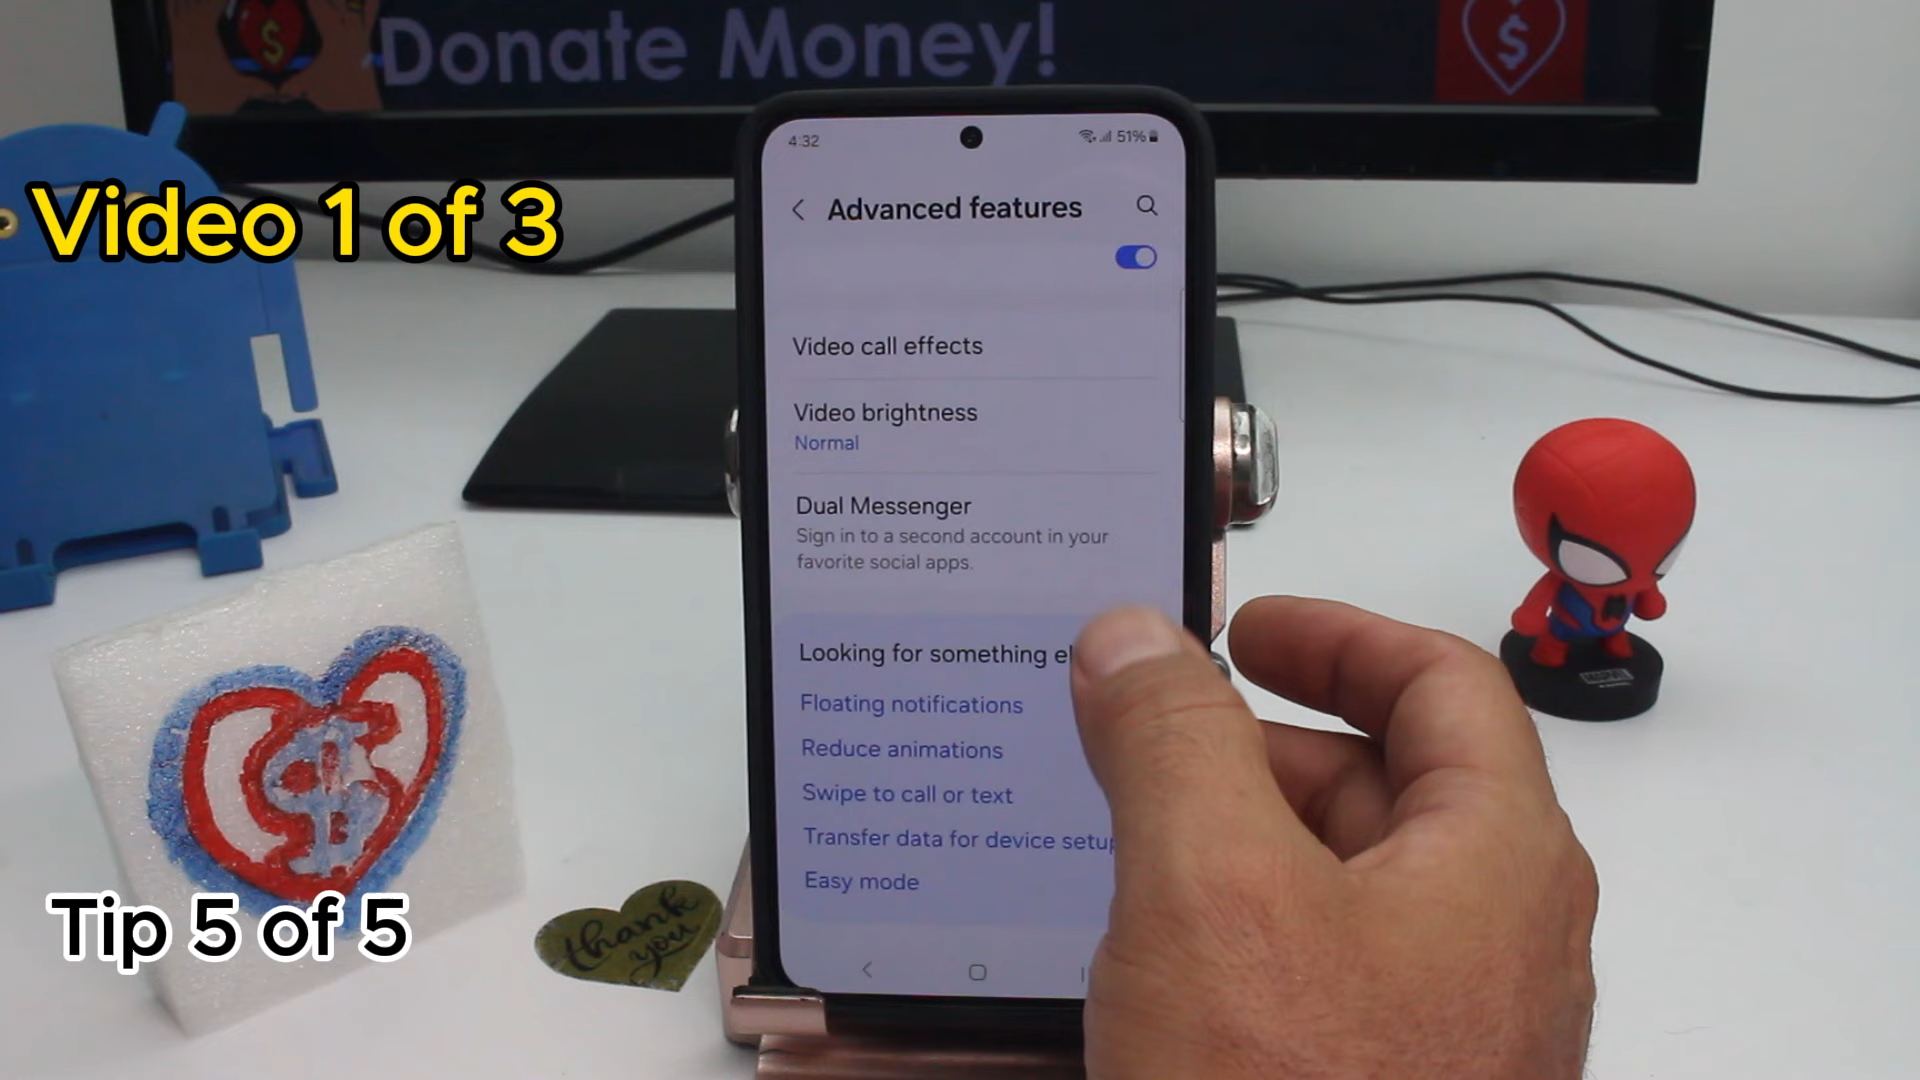 Donate Money!
$
$
Video 1 of 3
4:32
51%
Advanced features
Video call effects
Video brightness
Normal
Dual Messenger
Sign in to a second account in your
favorite social apps.
Looking for something el
Floating notifications
Reduce animations
Swipe to call or text
Transfer data for device setup
Easy mode
MARVEL
$
thank
you
Tip 5 of 5